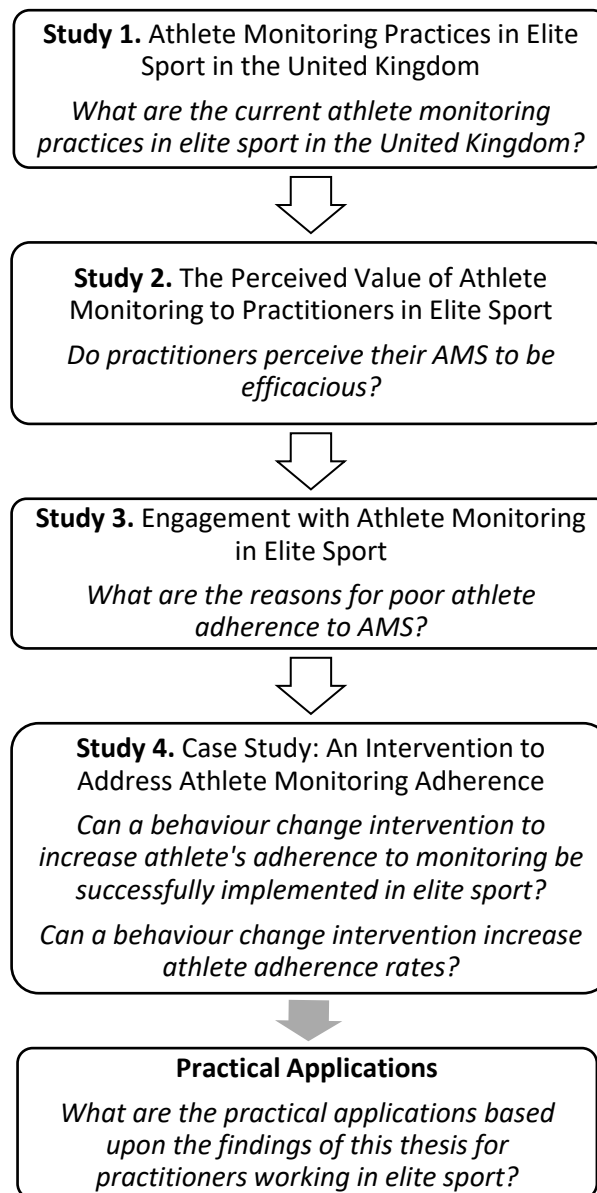 Study 1. Athlete Monitoring Practices in Elite
Sport in the United Kingdom
What are the current athlete monitoring
practices in elite sport in the United Kingdom?
Study 2. The Perceived Value of Athlete
Monitoring to Practitioners in Elite Sport
Do practitioners perceive their AMS to be
efficacious?
Study 3. Engagement with Athlete Monitoring
in Elite Sport
What are the reasons for poor athlete
adherence to AMS?
Study 4. Case Study: An Intervention to
Address Athlete Monitoring Adherence
Can a behaviour change intervention to
increase athlete's adherence to monitoring be
successfully implemented in elite sport?
Can a behaviour change intervention increase
athlete adherence rates?
Practical Applications
What are the practical applications based
upon the findings of this thesis for
practitioners working in elite sport?